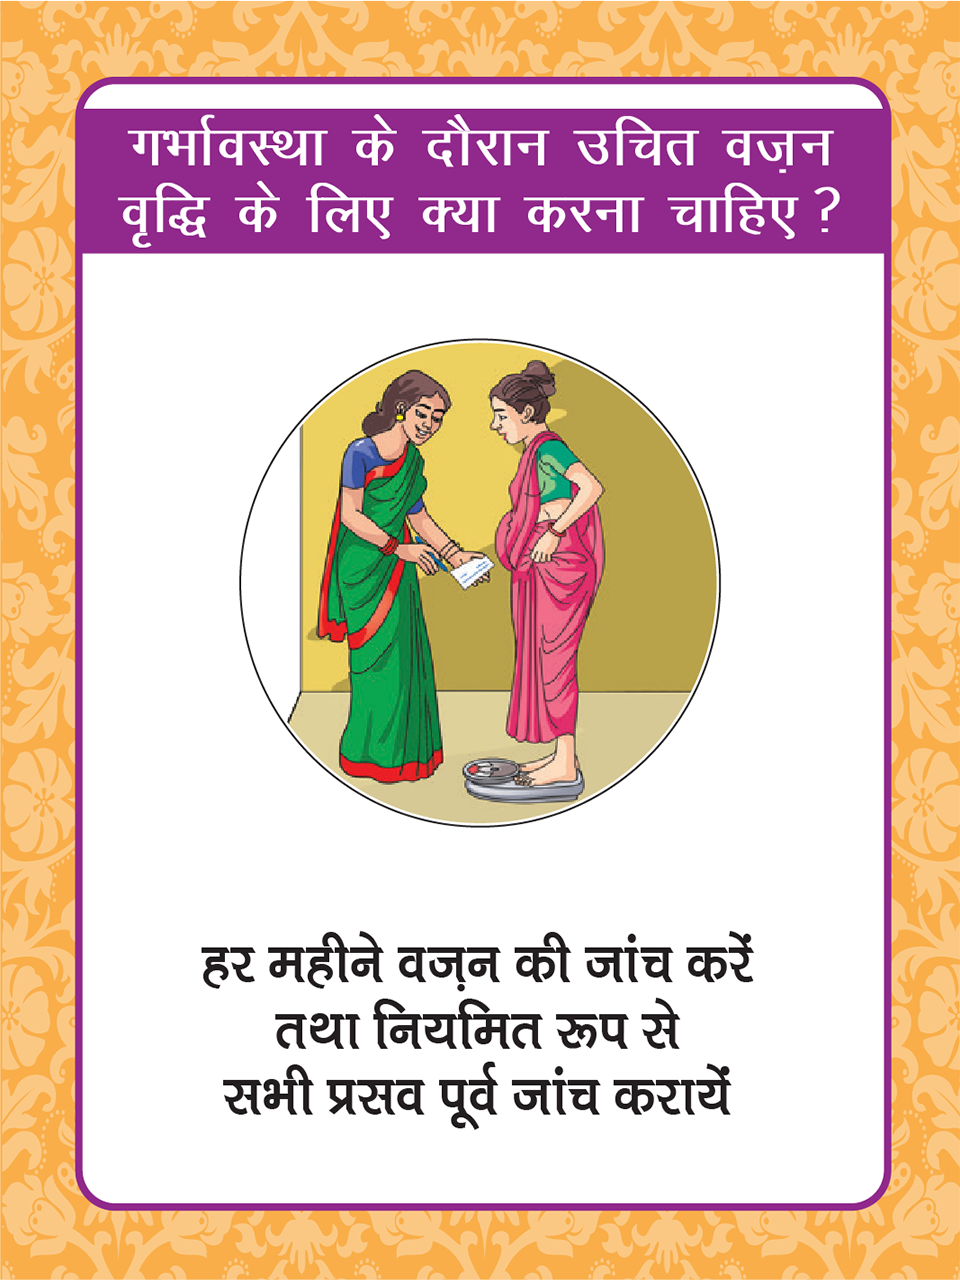 गर्भावस्था के दौरान उचित वज़न
वृद्धि के लिए क्या करना चाहिए ?
हर महीने वज़न की जांच करें
तथा नियमित रूप से
सभी प्रसव पूर्व जांच करायें